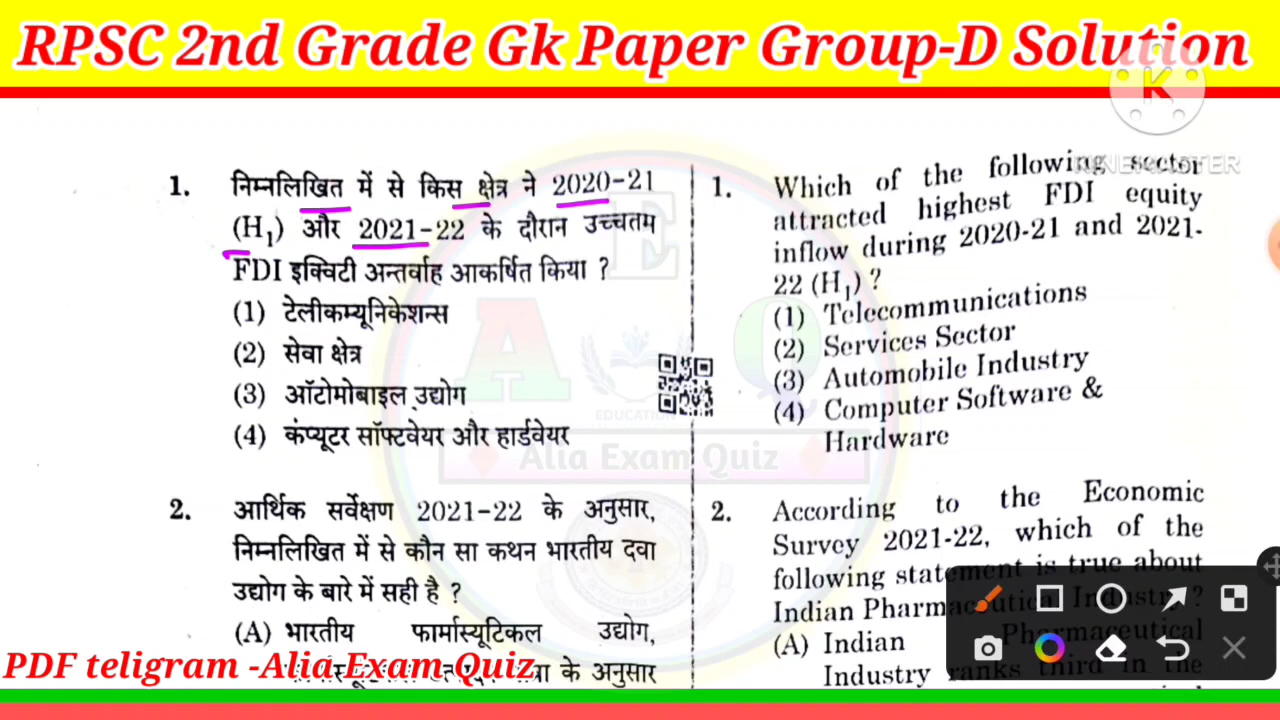 RPSC 2nd Grade Gk Paper Group-D Solution
K
KINEMASTER
1. निम्नलिखित में से किस क्षेत्र ने 2020-21
(H₁) और 2021-22 के दौरान उच्चतम
FDI इक्विटी अन्तर्वाह आकर्षित किया ?
(1) टेलीकम्यूनिकेशन्स
(2) सेवा क्षेत्र
(3) ऑटोमोबाइल उद्योग
(4) कंप्यूटर सॉफ्टवेयर और हार्डवेयर
2. आर्थिक सर्वेक्षण 2021-22 के अनुसार,
निम्नलिखित में से कौन सा कथन भारतीय दवा
उद्योग के बारे में सही है ?
(A) भारतीय फार्मास्यूटिकल उद्योग,
के अनुसार
1. Which of the following sector
attracted highest FDI equity
inflow during 2020-21 and 2021-
22 (H₁) ?
(1) Telecommunications
(2) Services Sector
(3) Automobile Industry
(4) Computer Software &
Hardware
2. According to the Economic
Survey 2021-22, which of the
following statement is true about
Indian Pharmaceutical Industry ?
(A) Indian Pharmaceutical
Industry ranks third in the
E
A Q
EDUCATION
Alia Exam Quiz
PDF teligram -Alia Exam Quiz